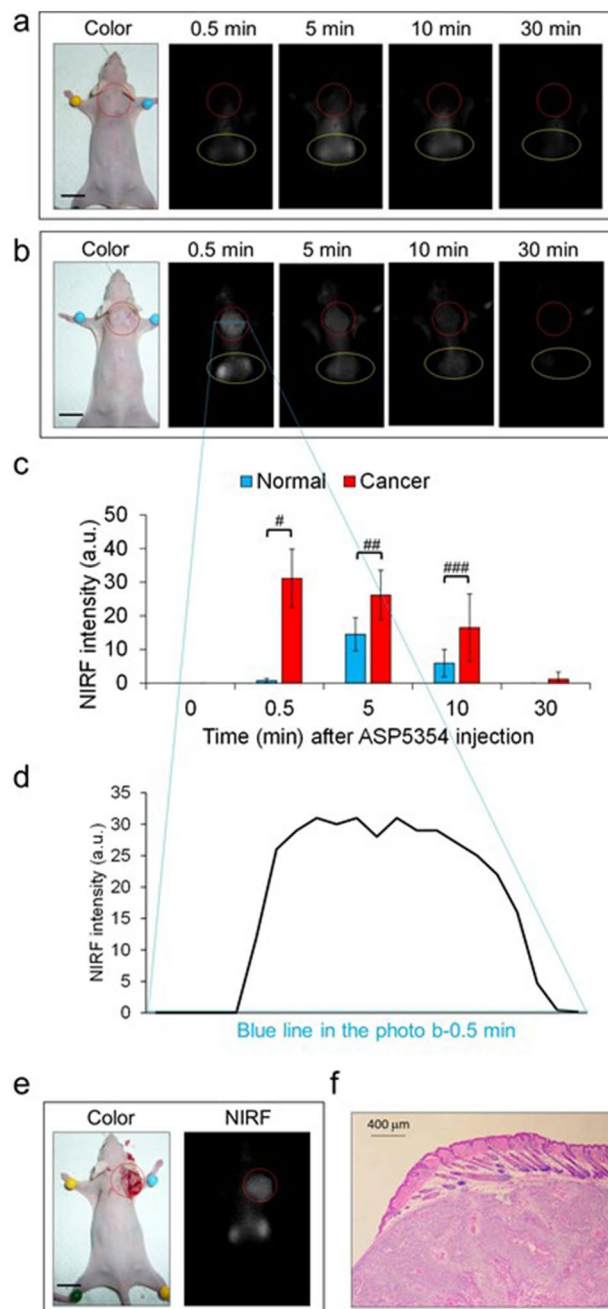 a
Color 0.5 min 5 min 10 min 30 min
b
Color 0.5 min 5 min 10 min 30 min
c
Normal Cancer
NIRF intensity (a.u.)
50
40
30
20
10
0
# ## ###
0 0.5 5 10 30
Time (min) after ASP5354 injection
d
NIRF intensity (a.u.)
35
30
25
20
15
10
5
0
Blue line in the photo b-0.5 min
e
Color NIRF
f
400 µm